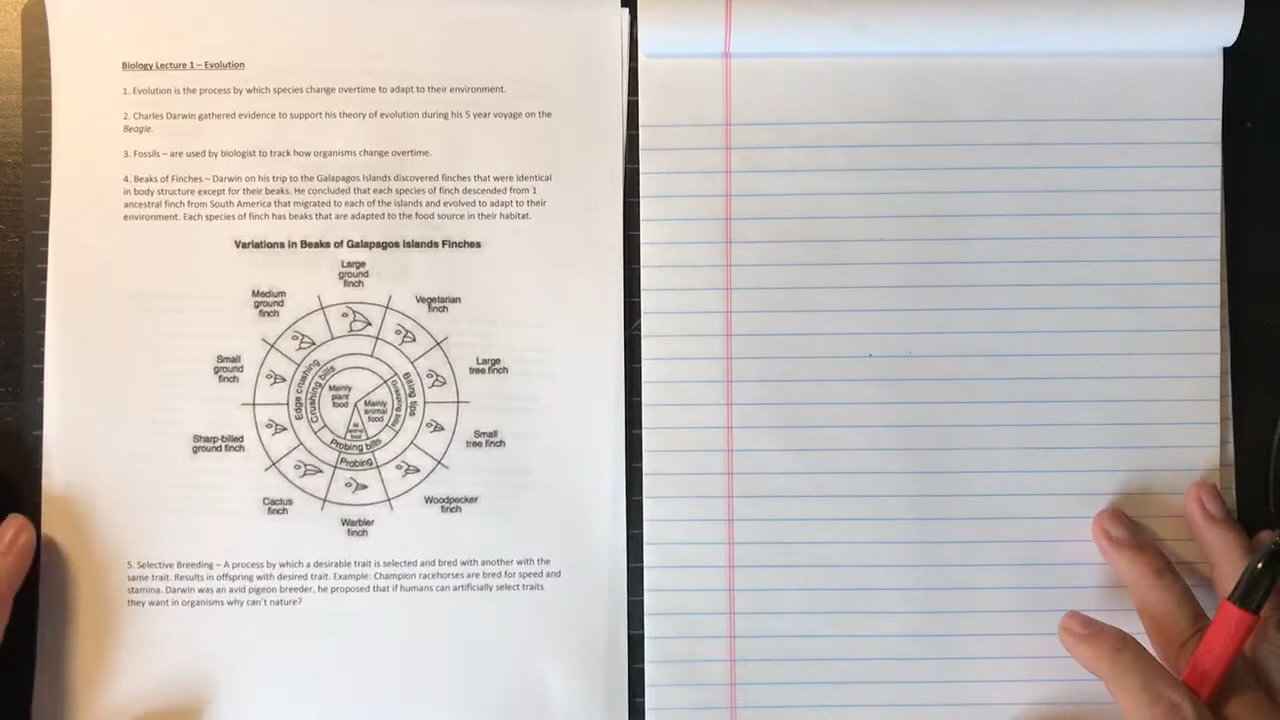 Biology Lecture 1 – Evolution
1. Evolution is the process by which species change overtime to adapt to their environment.
2. Charles Darwin gathered evidence to support his theory of evolution during his 5 year voyage on the
Beagle.
3. Fossils – are used by biologist to track how organisms change overtime.
4. Beaks of Finches – Darwin on his trip to the Galapagos Islands discovered finches that were identical
in body structure except for their beaks. He concluded that each species of finch descended from 1
ancestral finch from South America that migrated to each of the islands and evolved to adapt to their
environment. Each species of finch has beaks that are adapted to the food source in their habitat.
Variations in Beaks of Galapagos Islands Finches
Large
ground
finch
Medium
ground
finch
Vegetarian
finch
Small
ground
finch
Large
tree finch
Edge crushing
Crushing bills
Biting tips
Grasping bills
Mainly
plant
food
Mainly
animal
food
All
animal
food
Probing bills
Probing
Sharp-billed
ground finch
Small
tree finch
Cactus
finch
Woodpecker
finch
Warbler
finch
5. Selective Breeding – A process by which a desirable trait is selected and bred with another with the
same trait. Results in offspring with desired trait. Example: Champion racehorses are bred for speed and
stamina. Darwin was an avid pigeon breeder, he proposed that if humans can artificially select traits
they want in organisms why can't nature?